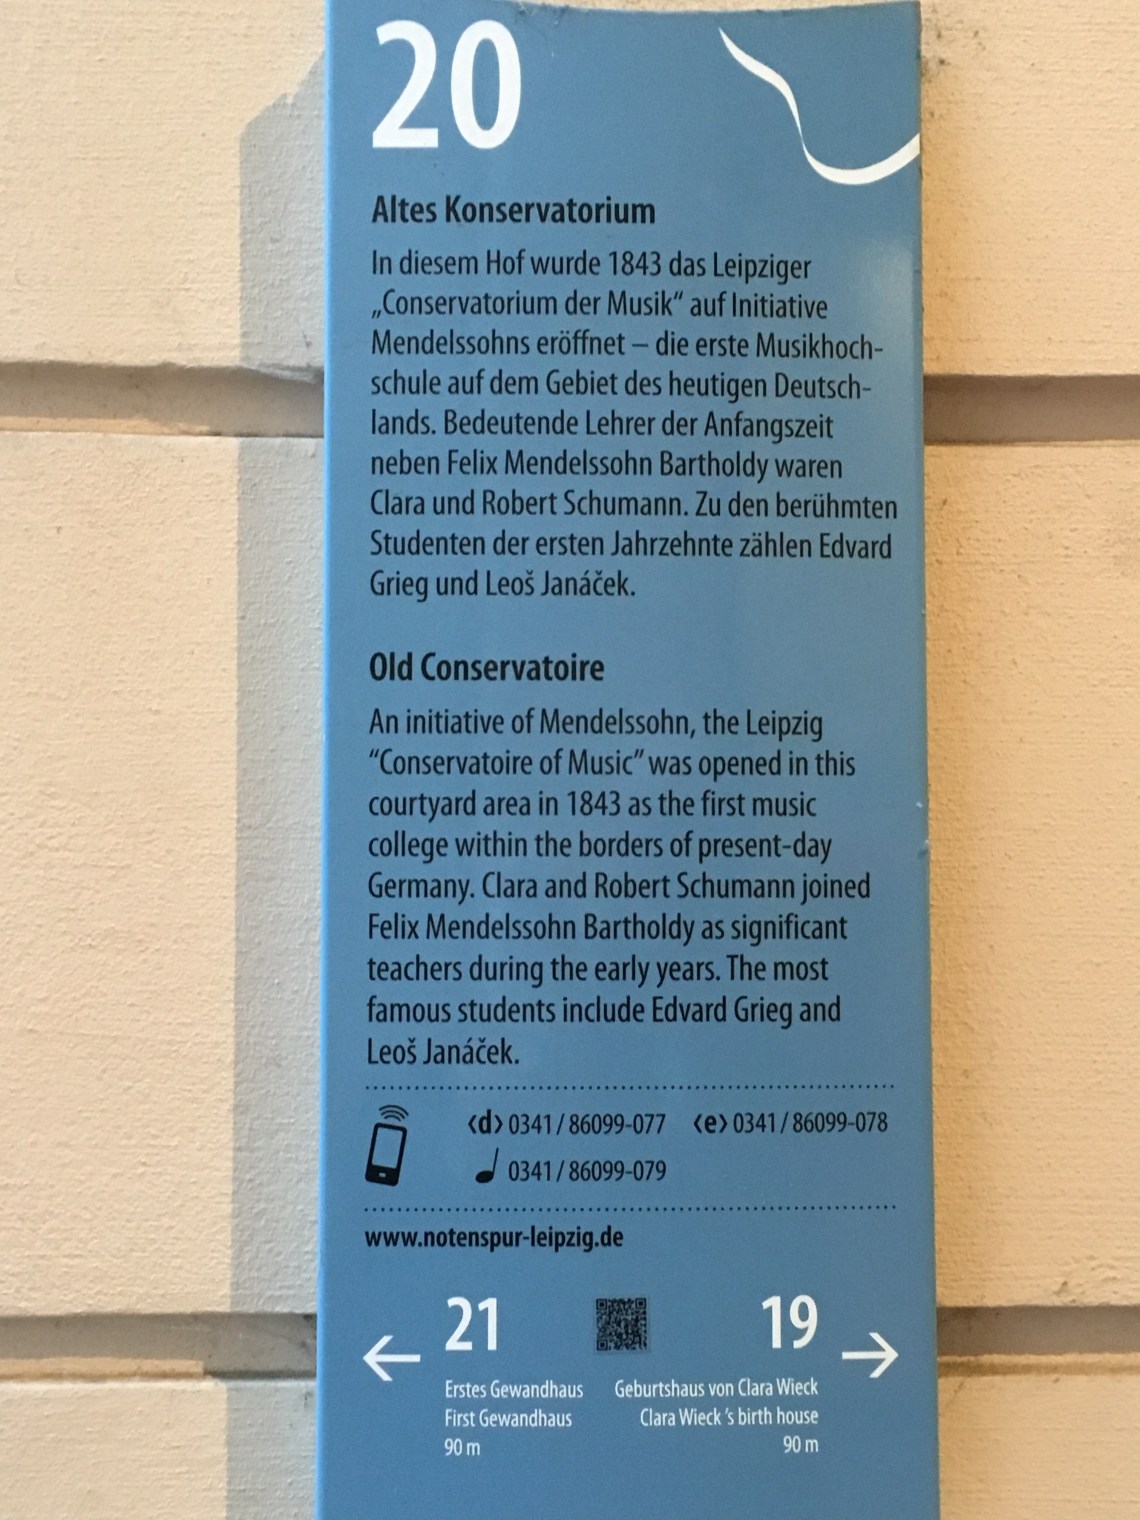 20
Altes Konservatorium
In diesem Hof wurde 1843 das Leipziger
„Conservatorium der Musik“ auf Initiative
Mendelssohns eröffnet – die erste Musikhoch-
schule auf dem Gebiet des heutigen Deutsch-
lands. Bedeutende Lehrer der Anfangszeit
neben Felix Mendelssohn Bartholdy waren
Clara und Robert Schumann. Zu den berühmten
Studenten der ersten Jahrzehnte zählen Edvard
Grieg und Leoš Janáček.
Old Conservatoire
An initiative of Mendelssohn, the Leipzig
“Conservatoire of Music” was opened in this
courtyard area in 1843 as the first music
college within the borders of present-day
Germany. Clara and Robert Schumann joined
Felix Mendelssohn Bartholdy as significant
teachers during the early years. The most
famous students include Edvard Grieg and
Leoš Janáček.
‹d› 0341/86099-077 ‹e› 0341/86099-078
0341/86099-079
www.notenspur-leipzig.de
← 21
Erstes Gewandhaus
First Gewandhaus
90 m
19 →
Geburtshaus von Clara Wieck
Clara Wieck 's birth house
90 m